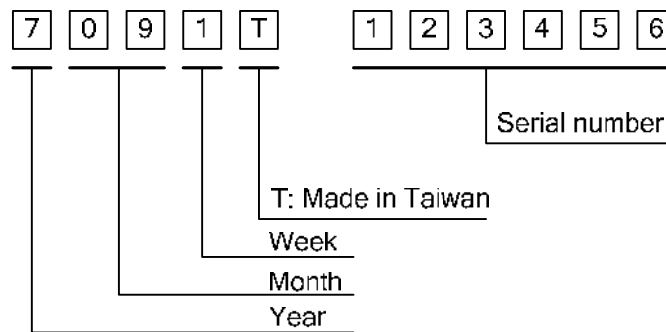 7 0 9 1 T 1 2 3 4 5 6
Serial number
T: Made in Taiwan
Week
Month
Year